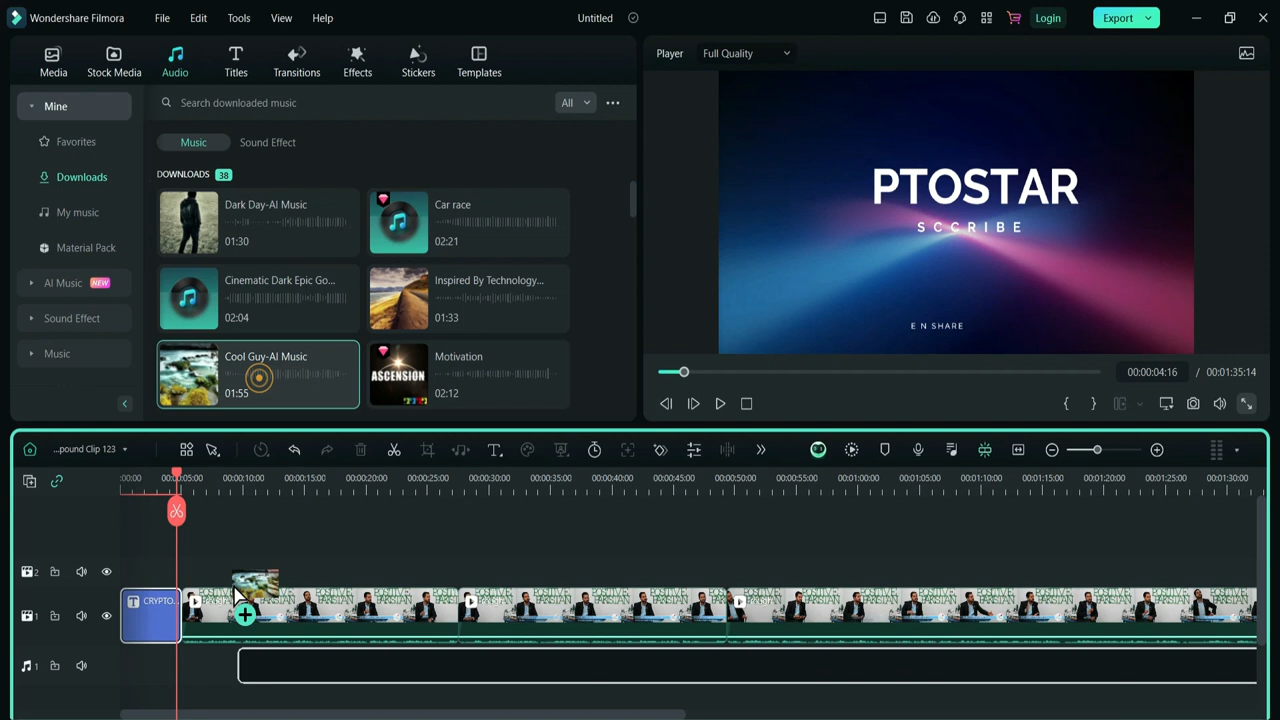 Wondershare Filmora File Edit Tools View Help Untitled Login Export
Media Stock Media Audio Titles Transitions Effects Stickers Templates
Player Full Quality
Mine
Search downloaded music All
Favorites
Music Sound Effect
Downloads
DOWNLOADS 38
My music
Dark Day-AI Music
01:30
Car race
02:21
Material Pack
AI Music NEW
Cinematic Dark Epic Go...
02:04
Inspired By Technology...
01:33
Sound Effect
Music
Cool Guy-AI Music
01:55
ASCENSION
Motivation
02:12
PTOSTAR
SCCRIBE
EN SHARE
00:00:04:16 / 00:01:35:14
...pound Clip 123
:00:00 00:00:05:00 00:00:10:00 00:00:15:00 00:00:20:00 00:00:25:00 00:00:30:00 00:00:35:00 00:00:40:00 00:00:45:00 00:00:50:00 00:00:55:00 00:01:00:00 00:01:05:00 00:01:10:00 00:01:15:00 00:01:20:00 00:01:25:00 00:01:30:00
2
1
T CRYPTO...
1